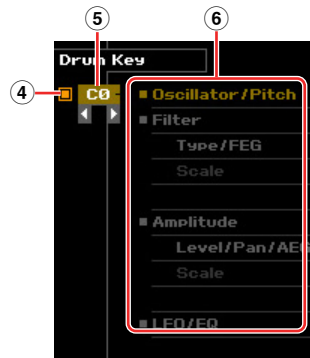 5 6
Drum Key
4 C0 Oscillator/Pitch
Filter
Type/FEG
Scale
Amplitude
Level/Pan/AEG
Scale
LFO/EQ